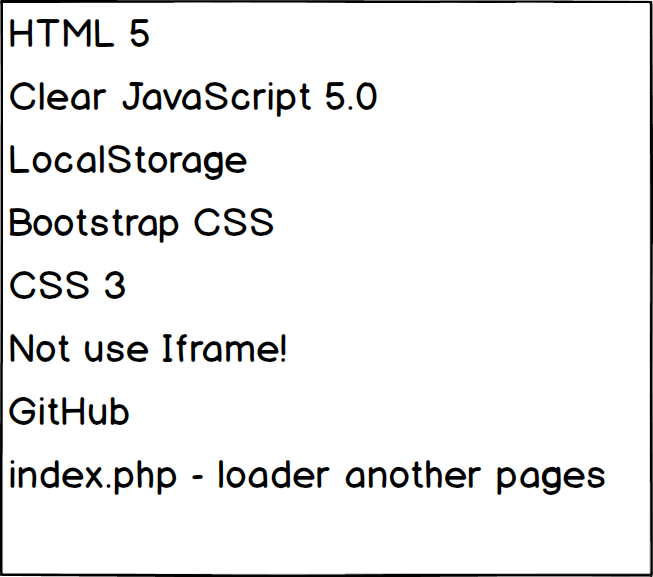 HTML 5
Clear JavaScript 5.0
LocalStorage
Bootstrap CSS
CSS 3
Not use Iframe!
GitHub
index.php - loader another pages